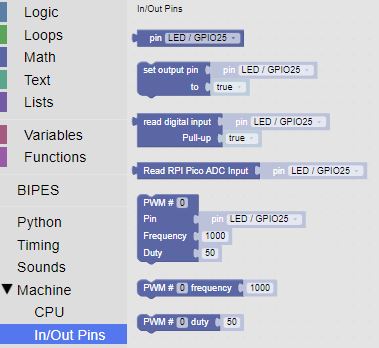 Logic
Loops
Math
Text
Lists
Variables
Functions
BIPES
Python
Timing
Sounds
Machine
CPU
In/Out Pins
In/Out Pins
pin LED / GPIO25
set output pin pin LED / GPIO25
to true
read digital input pin LED / GPIO25
Pull-up true
Read RPI Pico ADC Input pin LED / GPIO25
PWM # 0
Pin pin LED / GPIO25
Frequency 1000
Duty 50
PWM # 0 frequency 1000
PWM # 0 duty 50